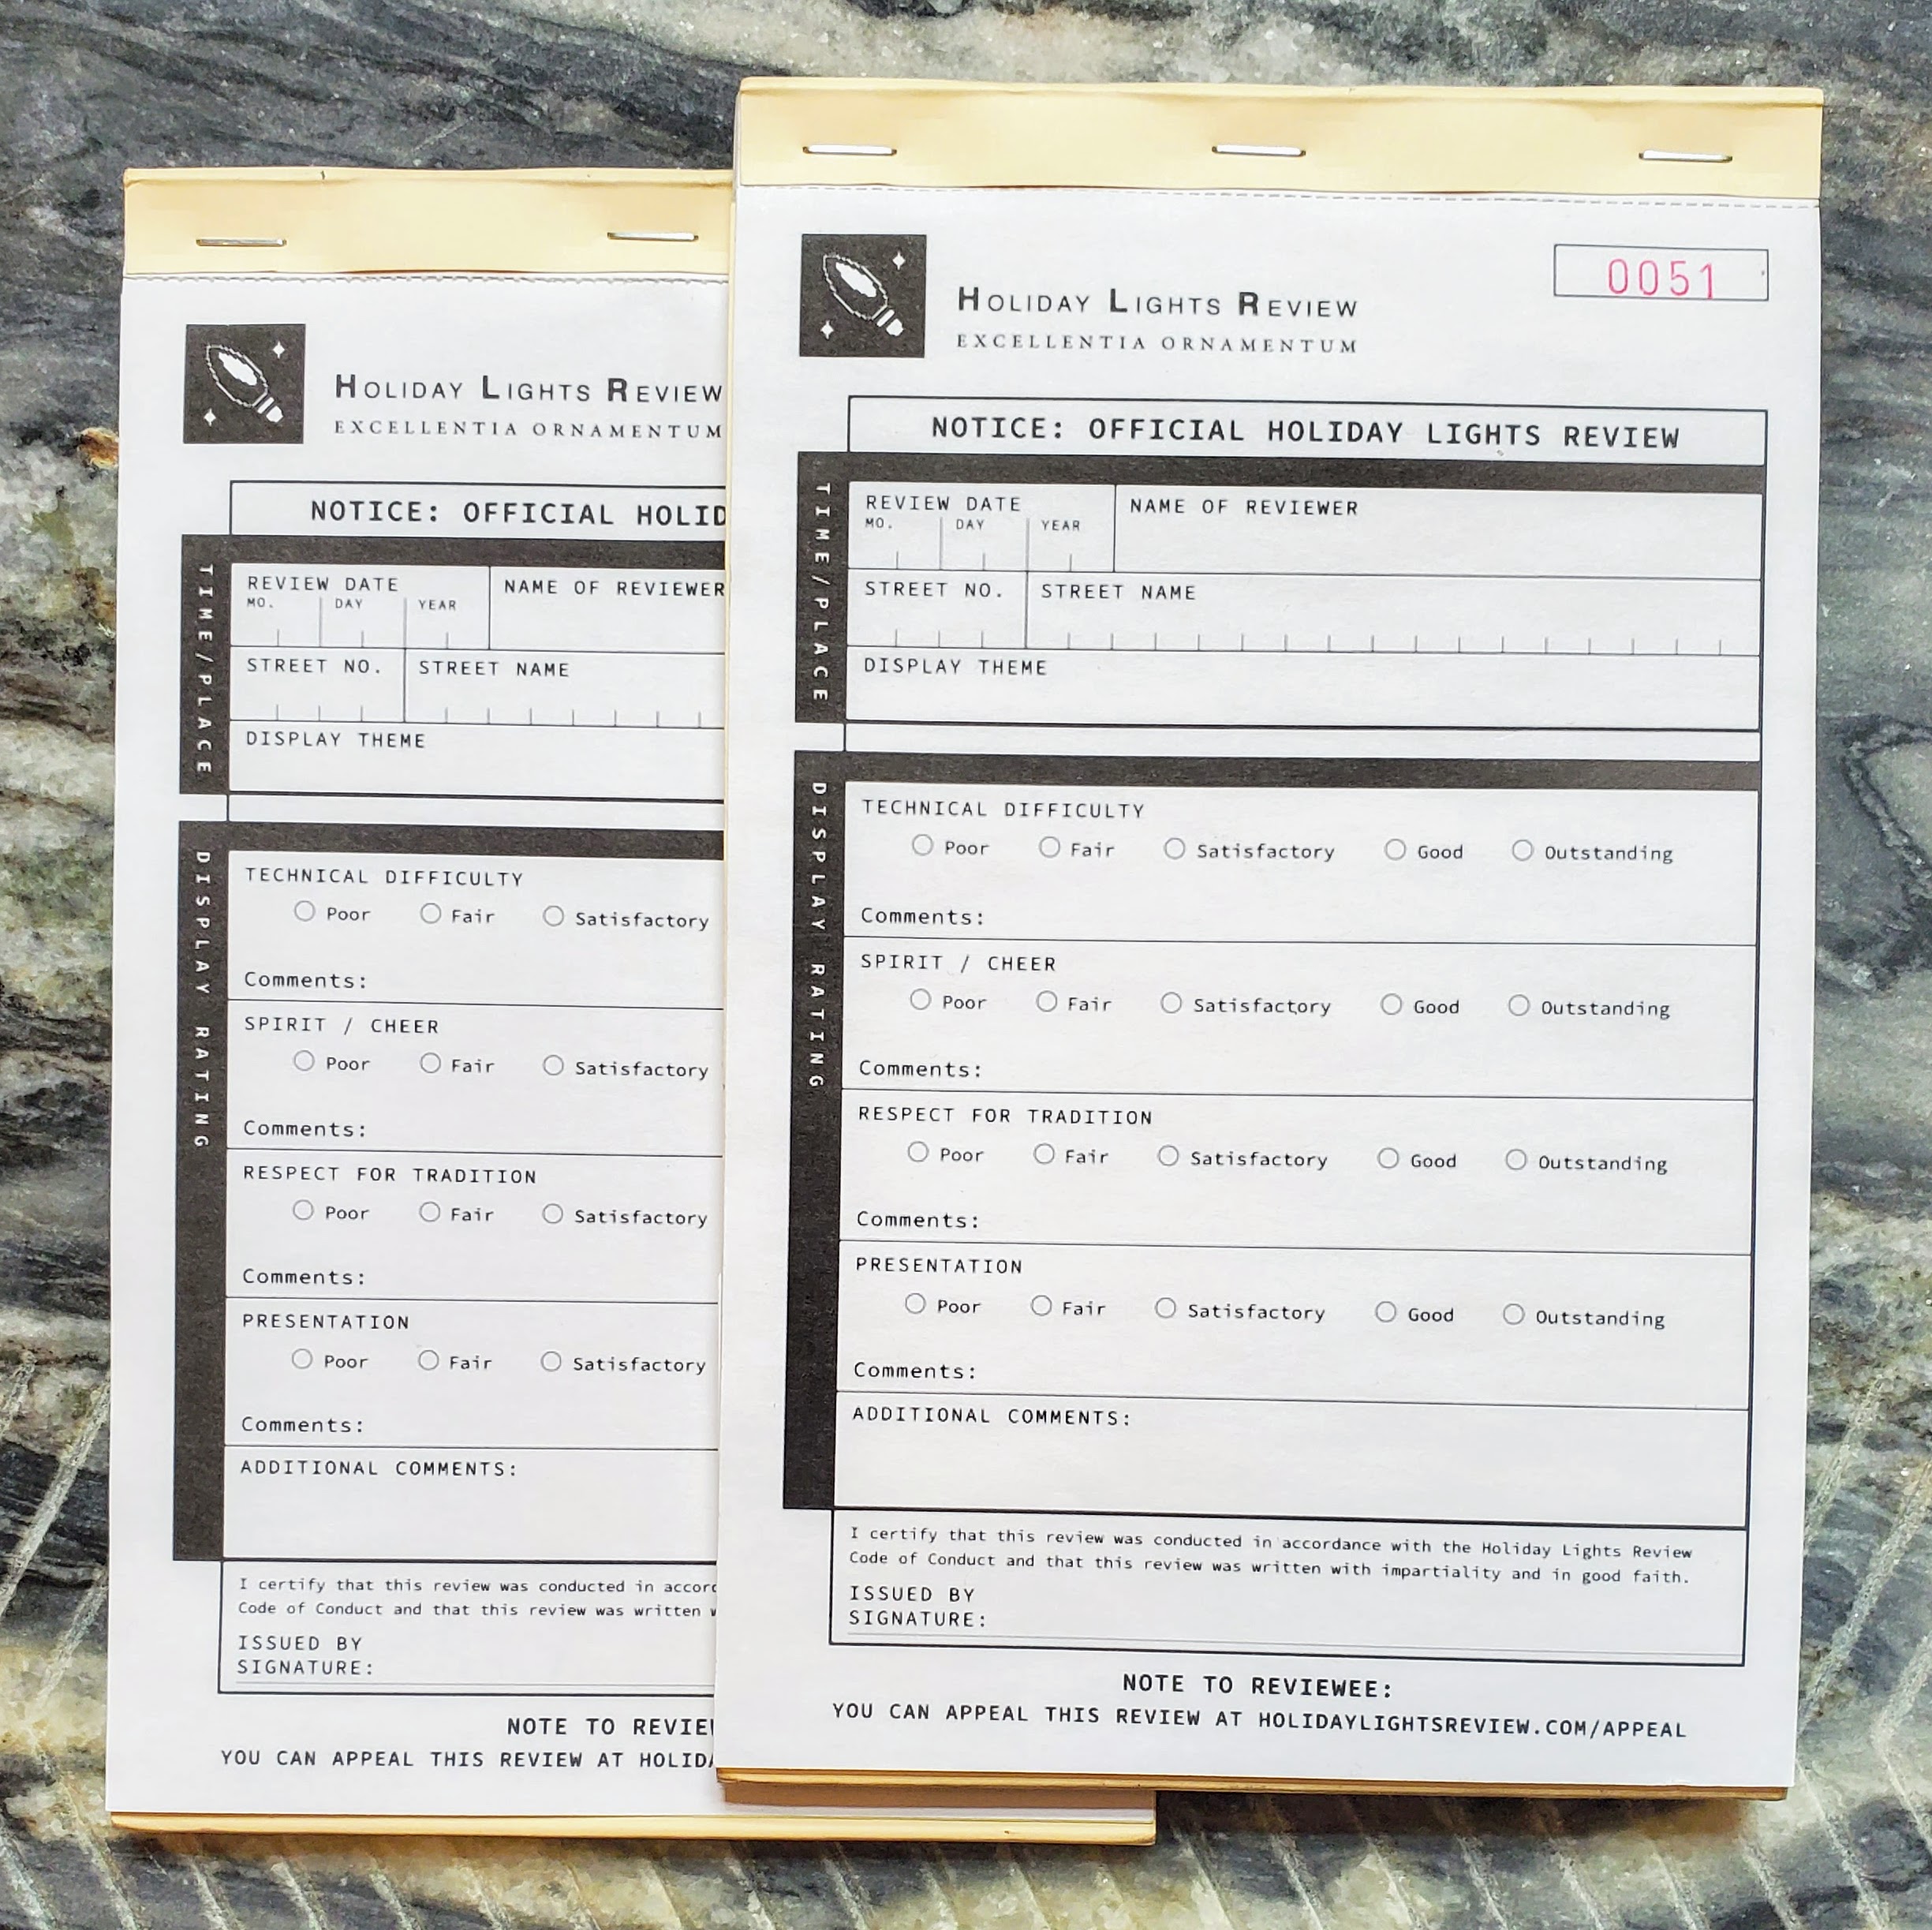 HOLIDAY LIGHTS REVIEW
EXCELLENTIA ORNAMENTUM
NOTICE: OFFICIAL HOLID
TIME/PLACE
REVIEW DATE
MO. DAY YEAR
NAME OF REVIEWER
STREET NO. STREET NAME
DISPLAY THEME
DISPLAY RATING
TECHNICAL DIFFICULTY
Poor Fair Satisfactory
Comments:
SPIRIT / CHEER
Poor Fair Satisfactory
Comments:
RESPECT FOR TRADITION
Poor Fair Satisfactory
Comments:
PRESENTATION
Poor Fair Satisfactory
Comments:
ADDITIONAL COMMENTS:
I certify that this review was conducted in accord
Code of Conduct and that this review was written
ISSUED BY
SIGNATURE:
NOTE TO REVIE
YOU CAN APPEAL THIS REVIEW AT HOLIDA
0051
HOLIDAY LIGHTS REVIEW
EXCELLENTIA ORNAMENTUM
NOTICE: OFFICIAL HOLIDAY LIGHTS REVIEW
TIME/PLACE
REVIEW DATE
MO. DAY YEAR
NAME OF REVIEWER
STREET NO. STREET NAME
DISPLAY THEME
DISPLAY RATING
TECHNICAL DIFFICULTY
Poor Fair Satisfactory Good Outstanding
Comments:
SPIRIT / CHEER
Poor Fair Satisfactory Good Outstanding
Comments:
RESPECT FOR TRADITION
Poor Fair Satisfactory Good Outstanding
Comments:
PRESENTATION
Poor Fair Satisfactory Good Outstanding
Comments:
ADDITIONAL COMMENTS:
I certify that this review was conducted in accordance with the Holiday Lights Review
Code of Conduct and that this review was written with impartiality and in good faith.
ISSUED BY
SIGNATURE:
NOTE TO REVIEWEE:
YOU CAN APPEAL THIS REVIEW AT HOLIDAYLIGHTSREVIEW.COM/APPEAL